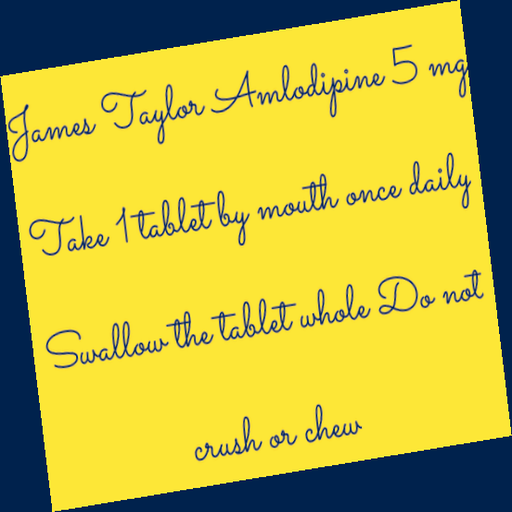 James Taylor Amlodipine 5 mg
Take 1 tablet by mouth once daily
Swallow the tablet whole Do not
crush or chew